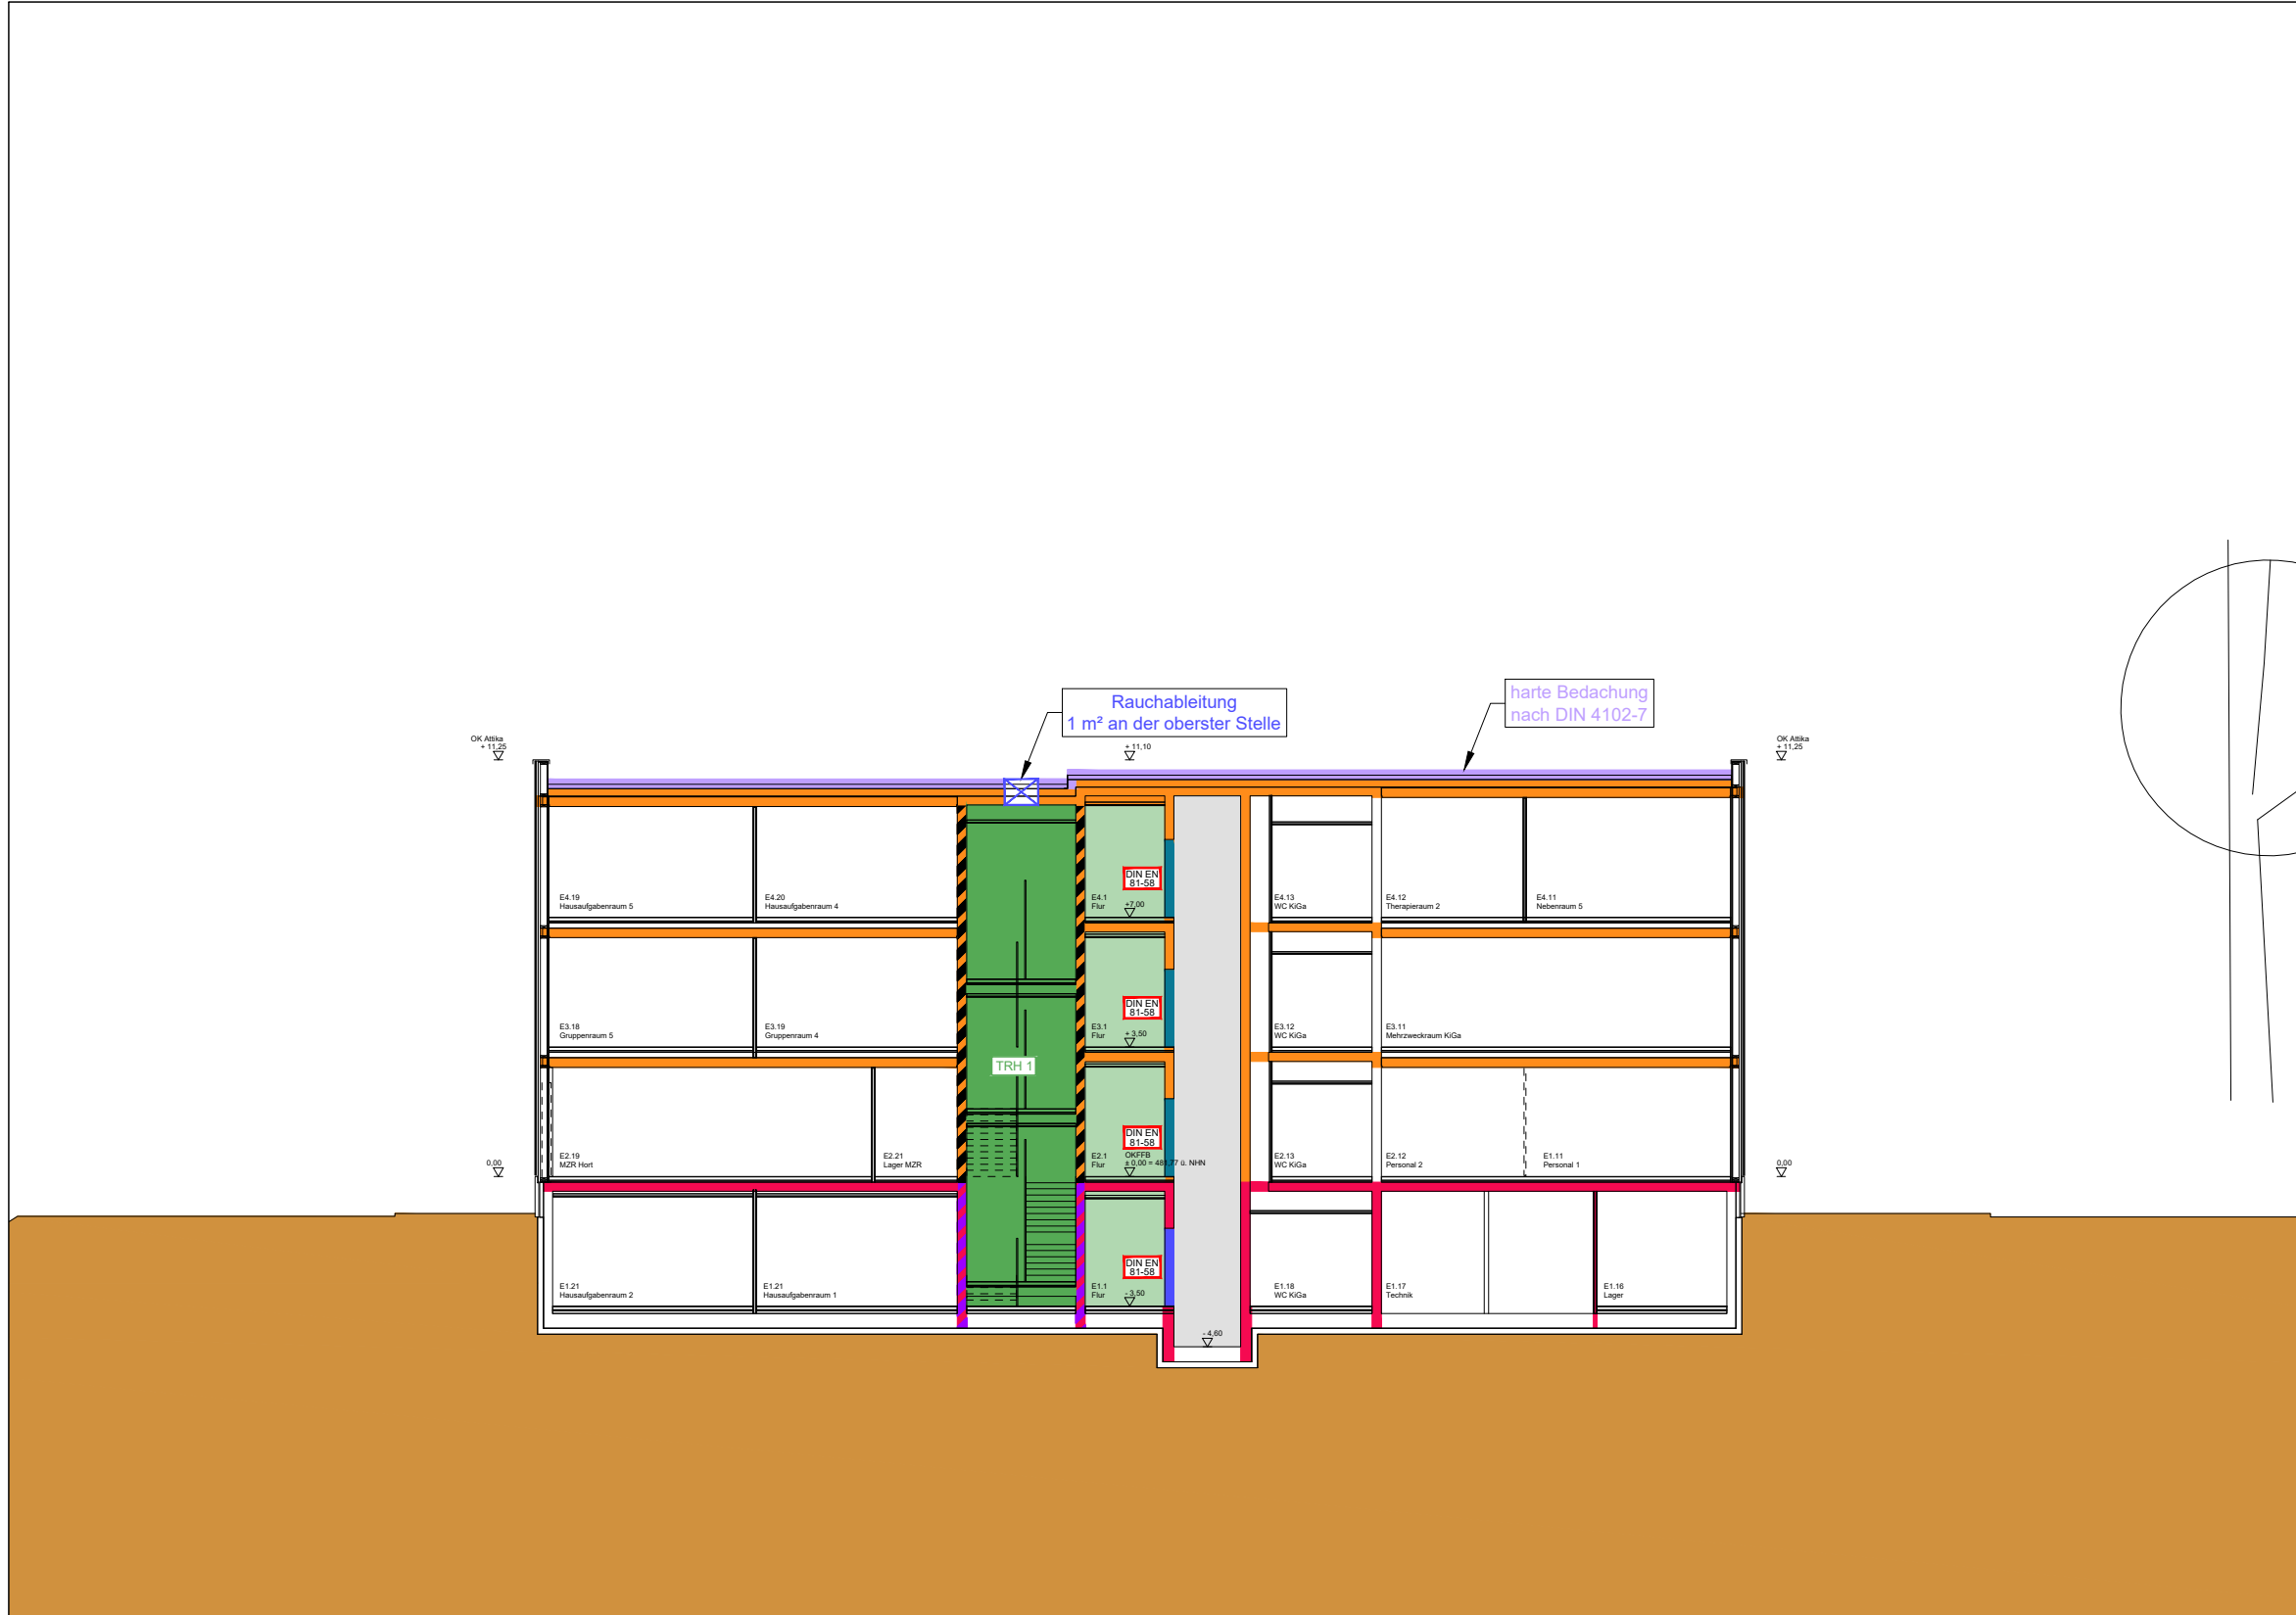 harte Bedachung
nach DIN 4102-7
Rauchableitung
1 m² an der oberster Stelle
OK Attika
+ 11,25
+ 11,10
OK Attika
+ 11,25
DIN EN
81-58
E4.19
Hausaufgabenraum 5
E4.20
Hausaufgabenraum 4
E4.1
Flur
+7,00
E4.13
WC KiGa
E4.12
Therapieraum 2
E4.11
Nebenraum 5
DIN EN
81-58
E3.18
Gruppenraum 5
E3.19
Gruppenraum 4
E3.1
Flur
+ 3,50
E3.12
WC KiGa
E3.11
Mehrzweckraum KiGa
TRH 1
DIN EN
81-58
0,00
E2.19
MZR Hort
E2.21
Lager MZR
E2.1
Flur
OKFFB
± 0,00 = 481,77 ü. NHN
E2.13
WC KiGa
E2.12
Personal 2
E1.11
Personal 1
0,00
DIN EN
81-58
E1.21
Hausaufgabenraum 2
E1.21
Hausaufgabenraum 1
E1.1
Flur
- 3,50
E1.18
WC KiGa
E1.17
Technik
E1.16
Lager
- 4,60